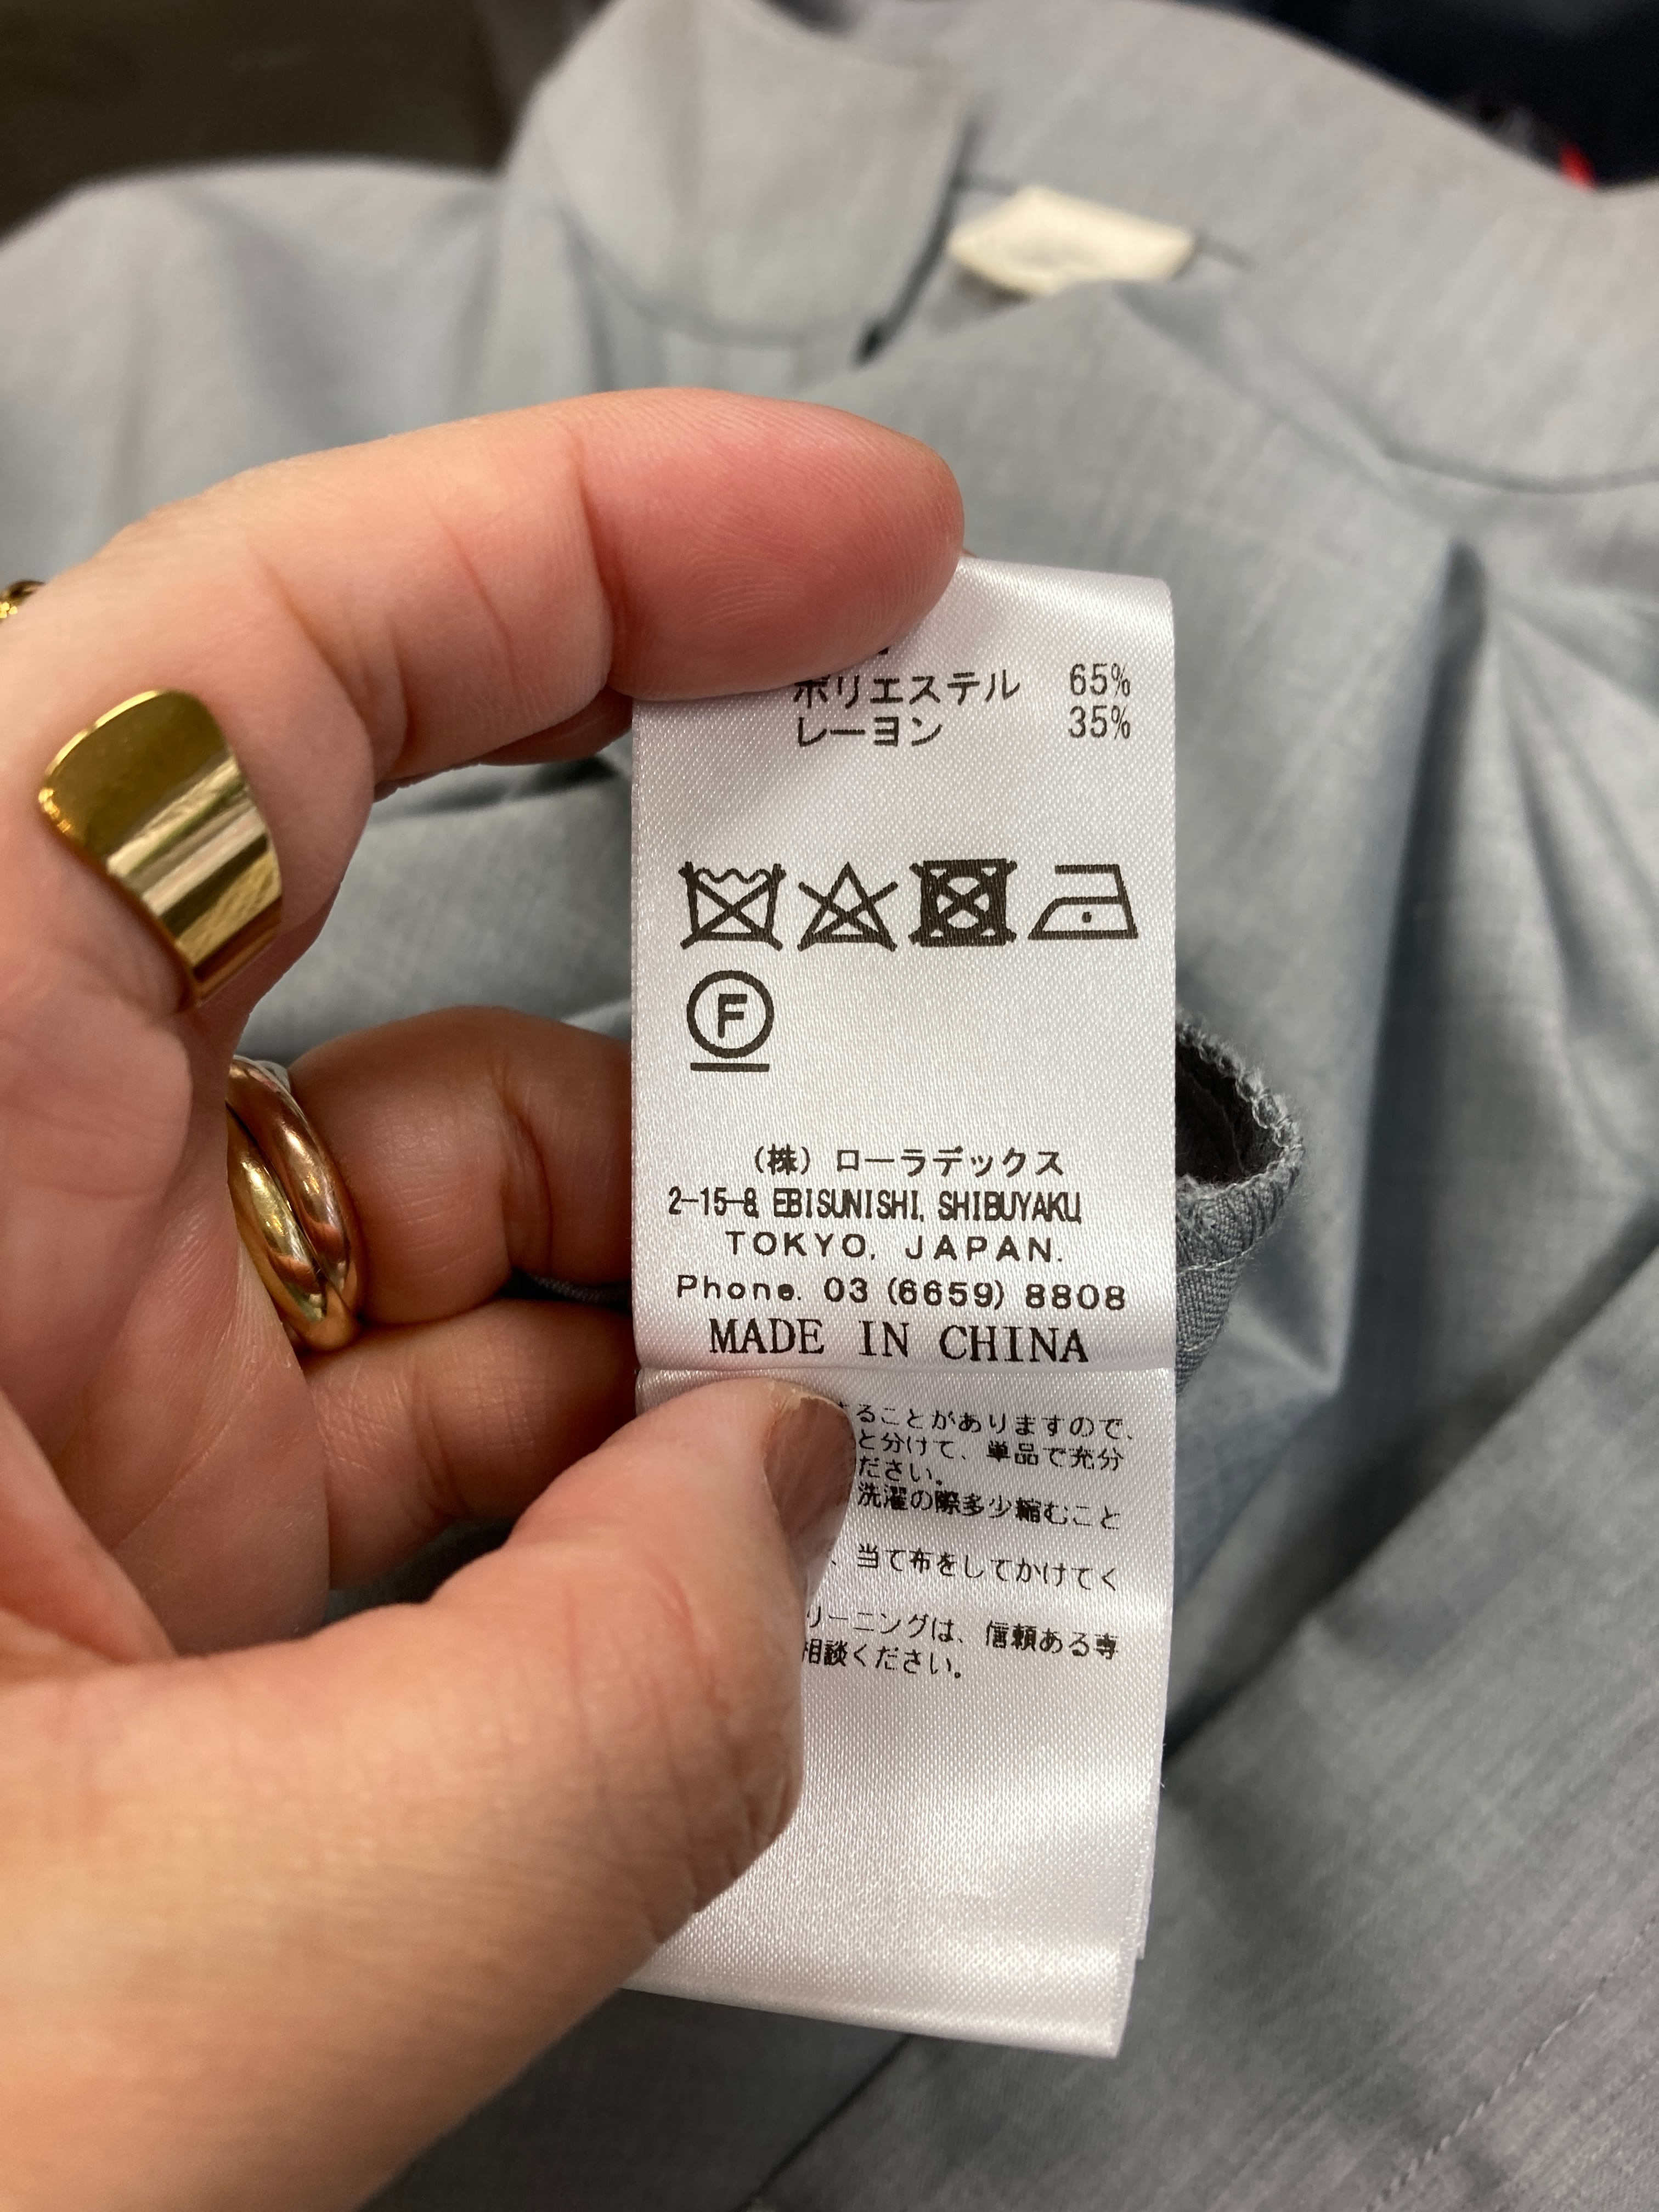 ポリエステル 65%
レーヨン 35%
F
(株) ローラデックス
2-15-8, EBISUNISHI, SHIBUYAKU,
TOKYO, JAPAN.
Phone. 03 (6659) 8808
MADE IN CHINA
ることがありますので、
と分けて、単品で充分
ださい。
洗濯の際多少縮むこと
、当て布をしてかけてく
リーニングは、信頼ある専
相談ください。